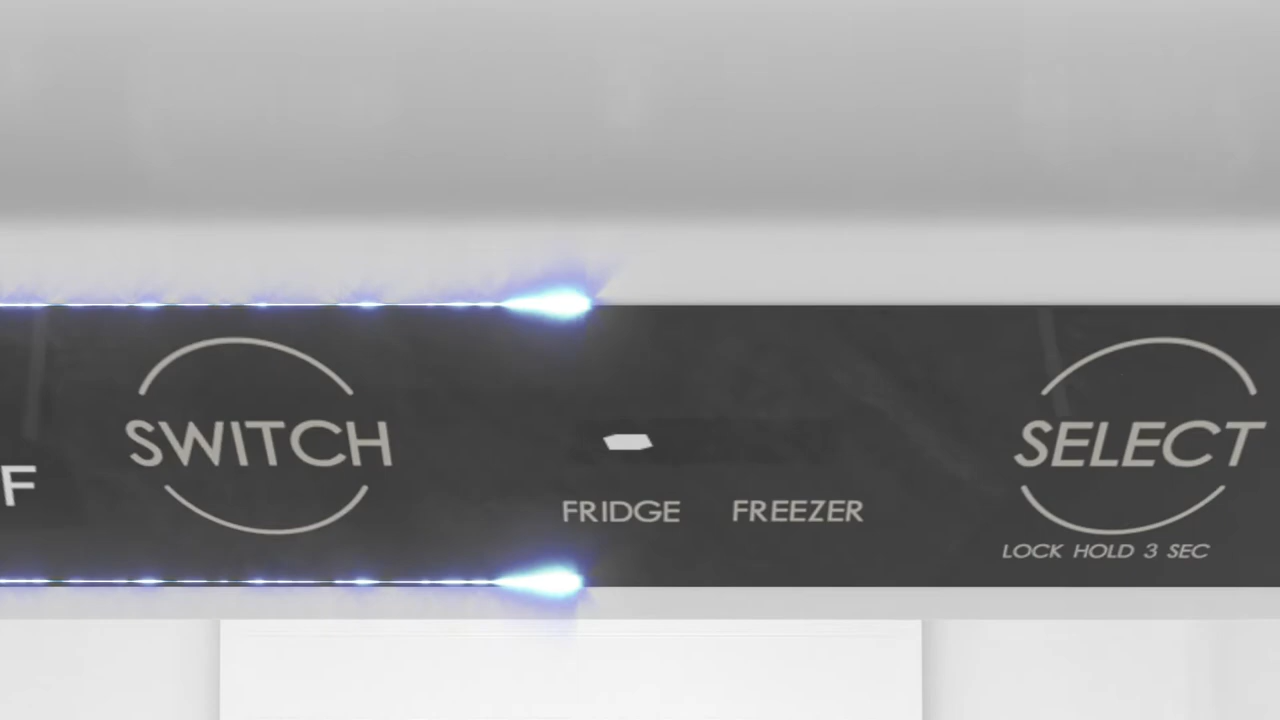 F
SWITCH
FRIDGE FREEZER
SELECT
LOCK HOLD 3 SEC